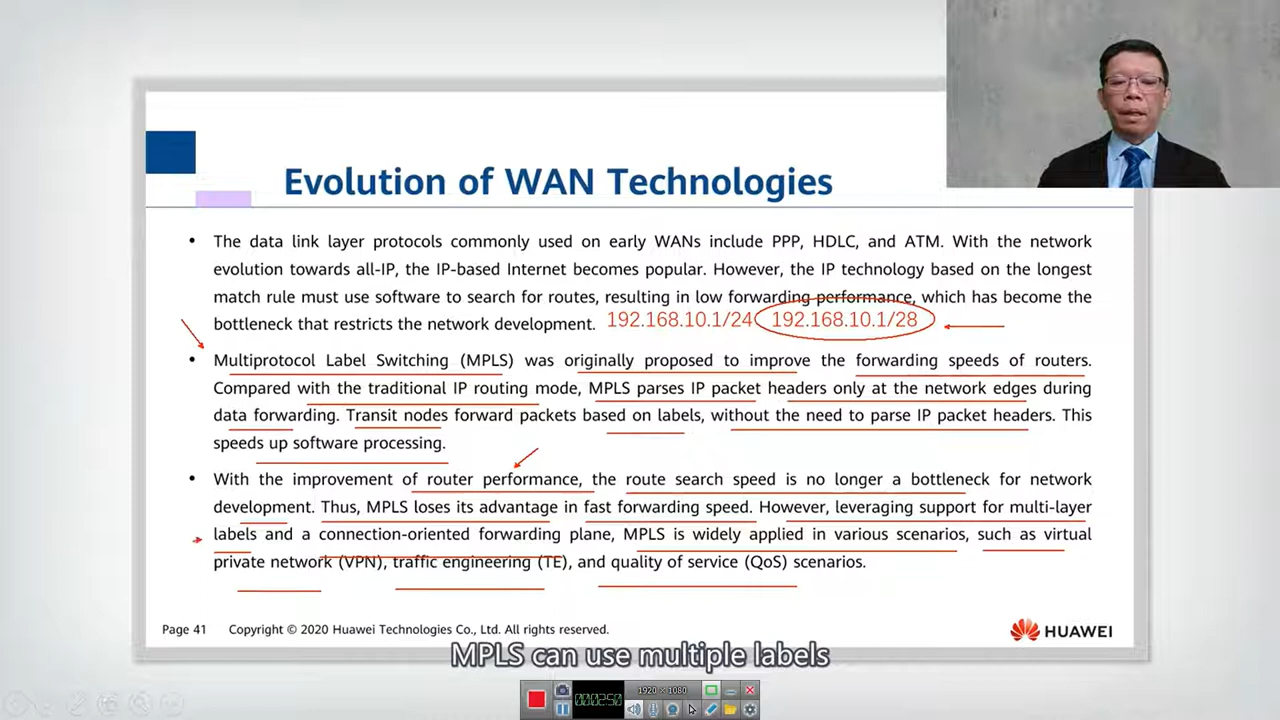 Evolution of WAN Technologies
• The data link layer protocols commonly used on early WANs include PPP, HDLC, and ATM. With the network
evolution towards all-IP, the IP-based Internet becomes popular. However, the IP technology based on the longest
match rule must use software to search for routes, resulting in low forwarding performance, which has become the
bottleneck that restricts the network development. 192.168.10.1/24 192.168.10.1/28
• Multiprotocol Label Switching (MPLS) was originally proposed to improve the forwarding speeds of routers.
Compared with the traditional IP routing mode, MPLS parses IP packet headers only at the network edges during
data forwarding. Transit nodes forward packets based on labels, without the need to parse IP packet headers. This
speeds up software processing.
• With the improvement of router performance, the route search speed is no longer a bottleneck for network
development. Thus, MPLS loses its advantage in fast forwarding speed. However, leveraging support for multi-layer
labels and a connection-oriented forwarding plane, MPLS is widely applied in various scenarios, such as virtual
private network (VPN), traffic engineering (TE), and quality of service (QoS) scenarios.
Page 41 Copyright © 2020 Huawei Technologies Co., Ltd. All rights reserved.
HUAWEI
MPLS can use multiple labels
1920 × 1080
00:02:50